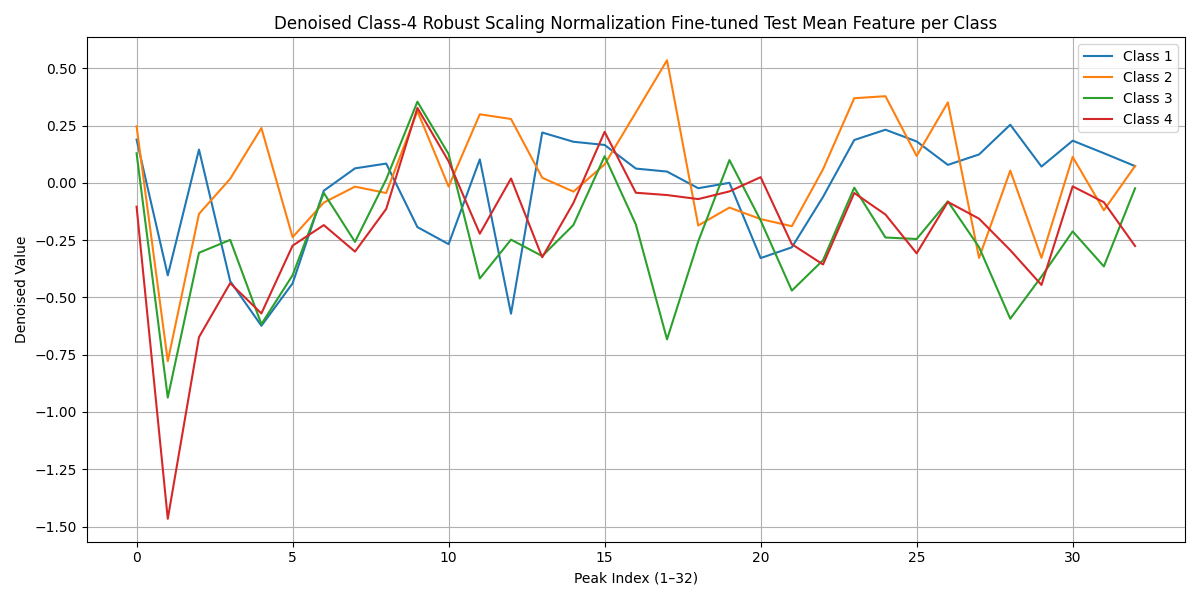 Denoised Class-4 Robust Scaling Normalization Fine-tuned Test Mean Feature per Class
Class 1
Class 2
Class 3
Class 4
Denoised Value
0.50
0.25
0.00
−0.25
−0.50
−0.75
−1.00
−1.25
−1.50
0 5 10 15 20 25 30
Peak Index (1–32)